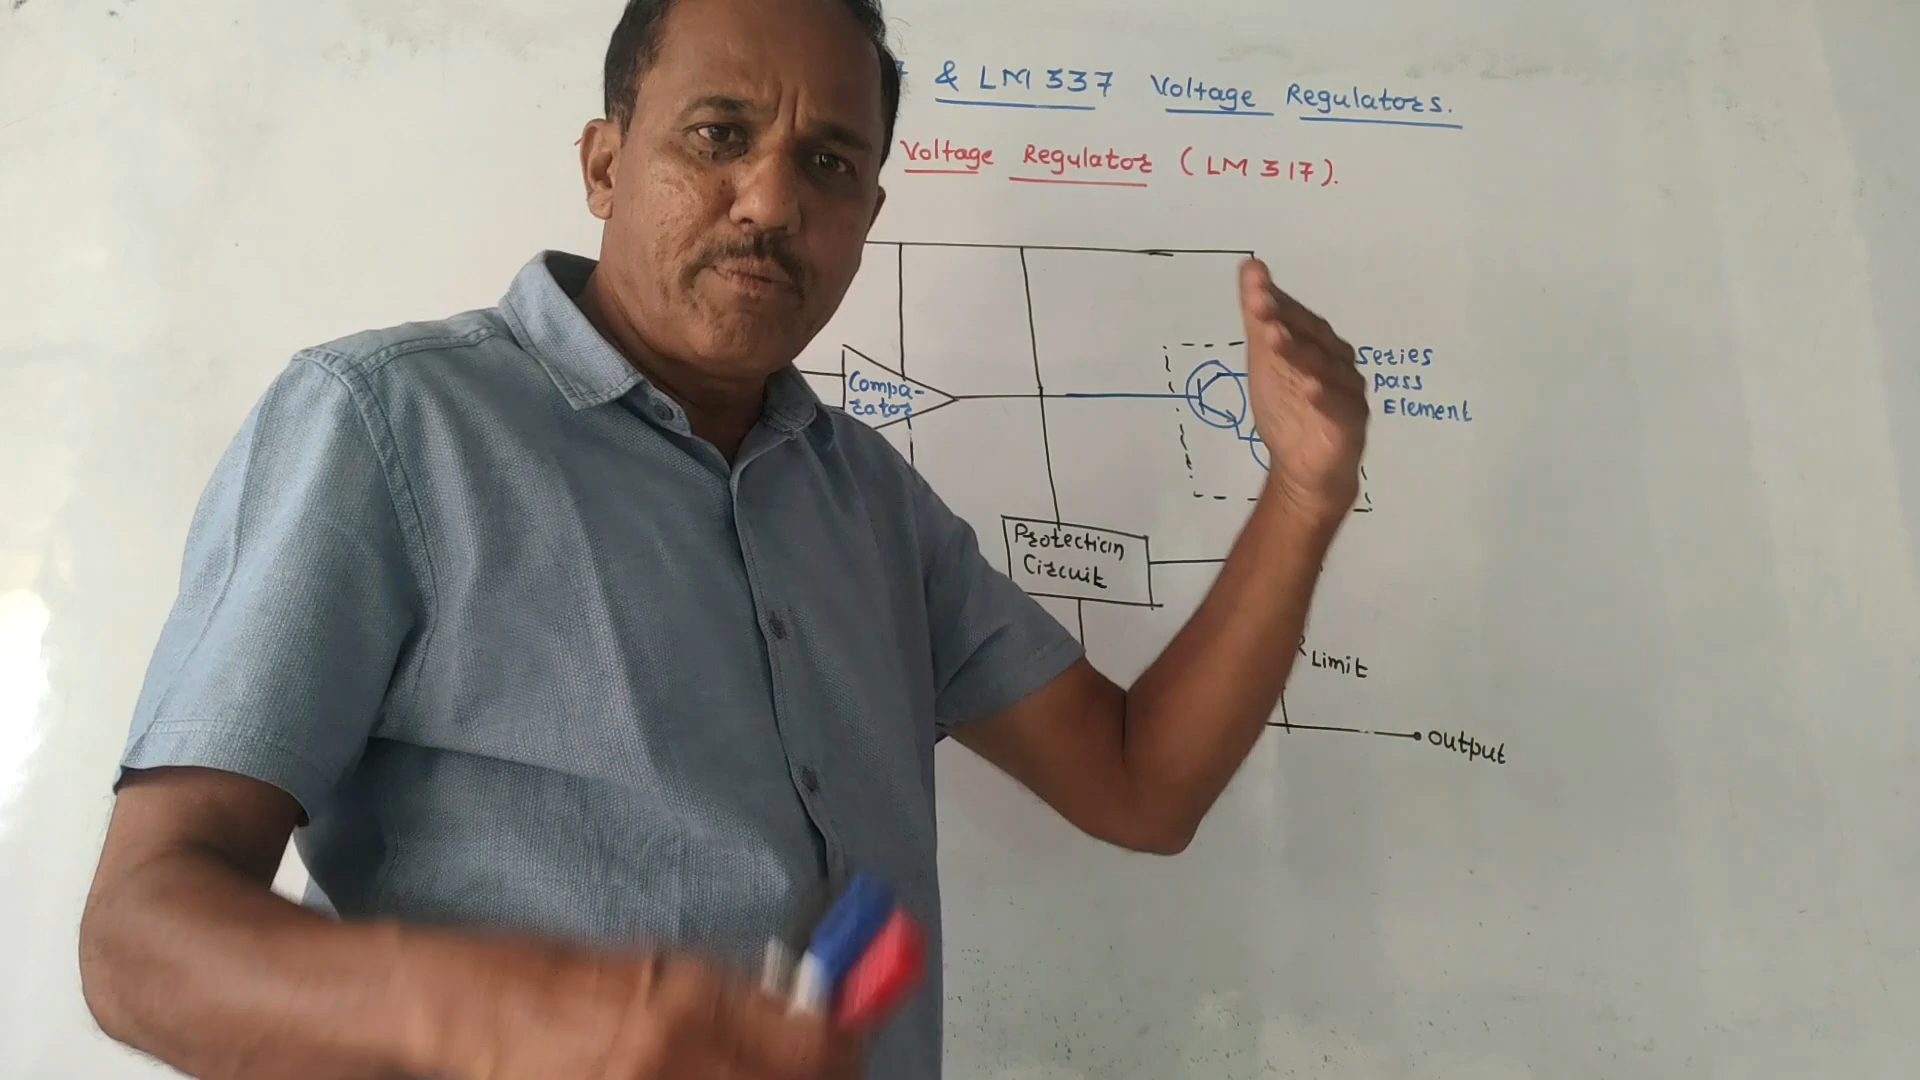 & LM 337 Voltage Regulators.
Voltage Regulator (LM 317).
Compa-
rator
Series
pass
Element
Protection
Circuit
R Limit
output